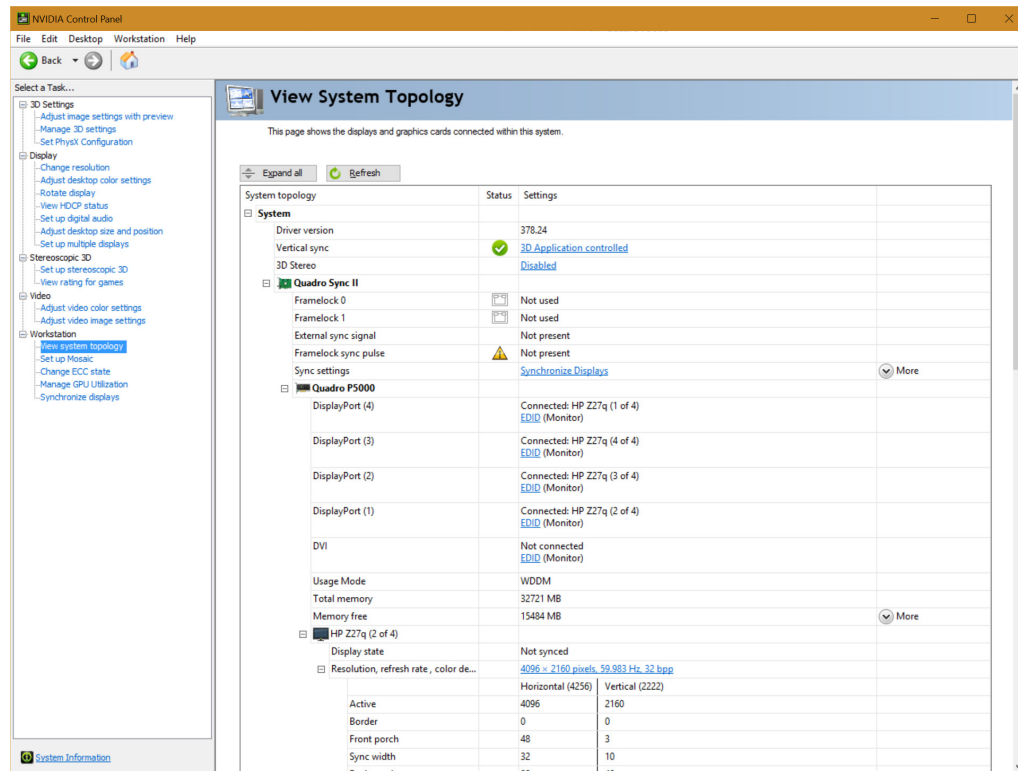 NVIDIA Control Panel
File Edit Desktop Workstation Help
Back
Select a Task...
3D Settings
Adjust image settings with preview
Manage 3D settings
Set PhysX Configuration
Display
Change resolution
Adjust desktop color settings
Rotate display
View HDCP status
Set up digital audio
Adjust desktop size and position
Set up multiple displays
Stereoscopic 3D
Set up stereoscopic 3D
View rating for games
Video
Adjust video color settings
Adjust video image settings
Workstation
View system topology
Set up Mosaic
Change ECC state
Manage GPU Utilization
Synchronize displays
System Information
View System Topology
This page shows the displays and graphics cards connected within this system.
Expand all Refresh
System topology Status Settings
System
Driver version 378.24
Vertical sync 3D Application controlled
3D Stereo Disabled
Quadro Sync II
Framelock 0 Not used
Framelock 1 Not used
External sync signal Not present
Framelock sync pulse Not present
Sync settings Synchronize Displays More
Quadro P5000
DisplayPort (4) Connected: HP Z27q (1 of 4)
EDID (Monitor)
DisplayPort (3) Connected: HP Z27q (4 of 4)
EDID (Monitor)
DisplayPort (2) Connected: HP Z27q (3 of 4)
EDID (Monitor)
DisplayPort (1) Connected: HP Z27q (2 of 4)
EDID (Monitor)
DVI Not connected
EDID (Monitor)
Usage Mode WDDM
Total memory 32721 MB
Memory free 15484 MB More
HP Z27q (2 of 4)
Display state Not synced
Resolution, refresh rate , color de... 4096 × 2160 pixels, 59.983 Hz, 32 bpp
Horizontal (4256) Vertical (2222)
Active 4096 2160
Border 0 0
Front porch 48 3
Sync width 32 10